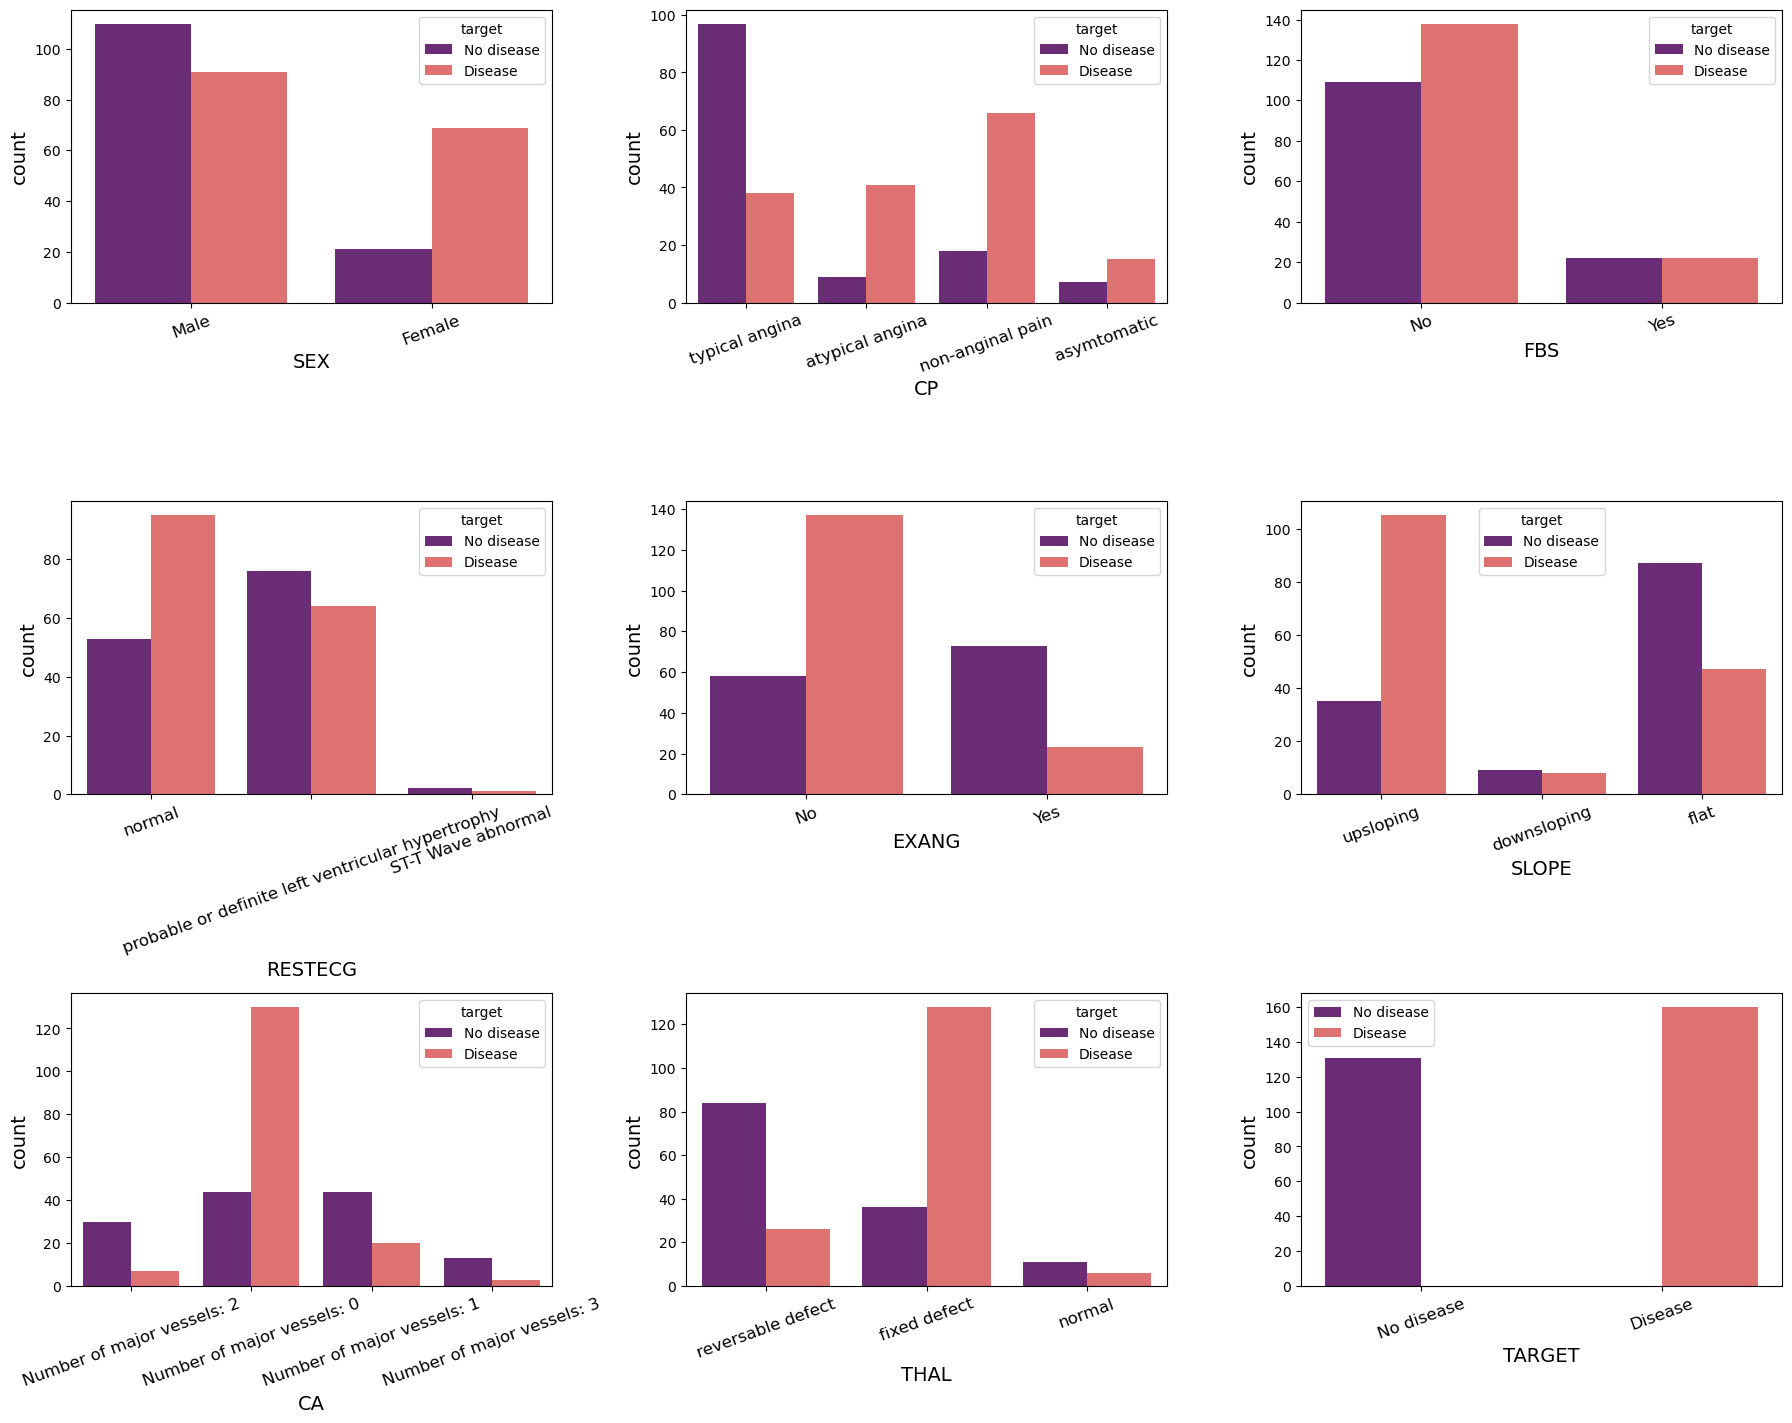 target
No disease
Disease
count
0
20
40
60
80
100
Male
Female
SEX
target
No disease
Disease
count
0
20
40
60
80
100
typical angina
atypical angina
non-anginal pain
asymtomatic
CP
target
No disease
Disease
count
0
20
40
60
80
100
120
140
No
Yes
FBS
target
No disease
Disease
count
0
20
40
60
80
normal
probable or definite left ventricular hypertrophy
ST-T Wave abnormal
RESTECG
target
No disease
Disease
count
0
20
40
60
80
100
120
140
No
Yes
EXANG
target
No disease
Disease
count
0
20
40
60
80
100
upsloping
downsloping
flat
SLOPE
target
No disease
Disease
count
0
20
40
60
80
100
120
Number of major vessels: 2
Number of major vessels: 0
Number of major vessels: 1
Number of major vessels: 3
CA
target
No disease
Disease
count
0
20
40
60
80
100
120
reversable defect
fixed defect
normal
THAL
No disease
Disease
count
0
20
40
60
80
100
120
140
160
No disease
Disease
TARGET